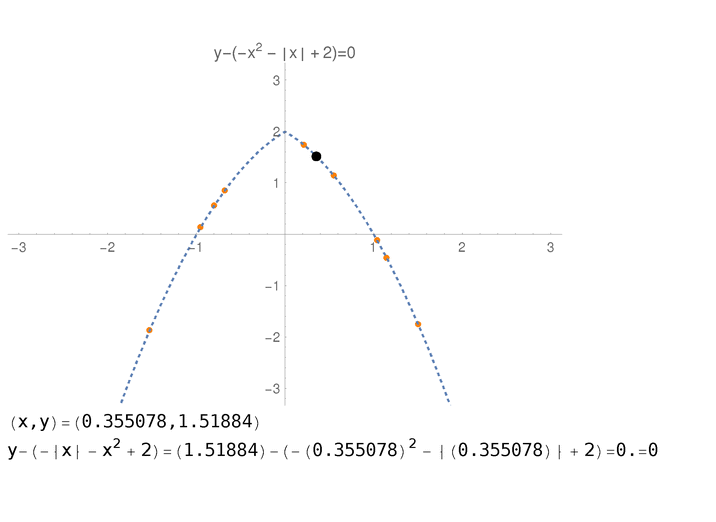 y−(−x² − |x| + 2)=0
3
2
1
−3 −2 −1 1 2 3
−1
−2
−3
(x,y)=(0.355078,1.51884)
y−(−|x| − x² + 2)=(1.51884)−(−(0.355078)² − |(0.355078)| + 2)=0.=0